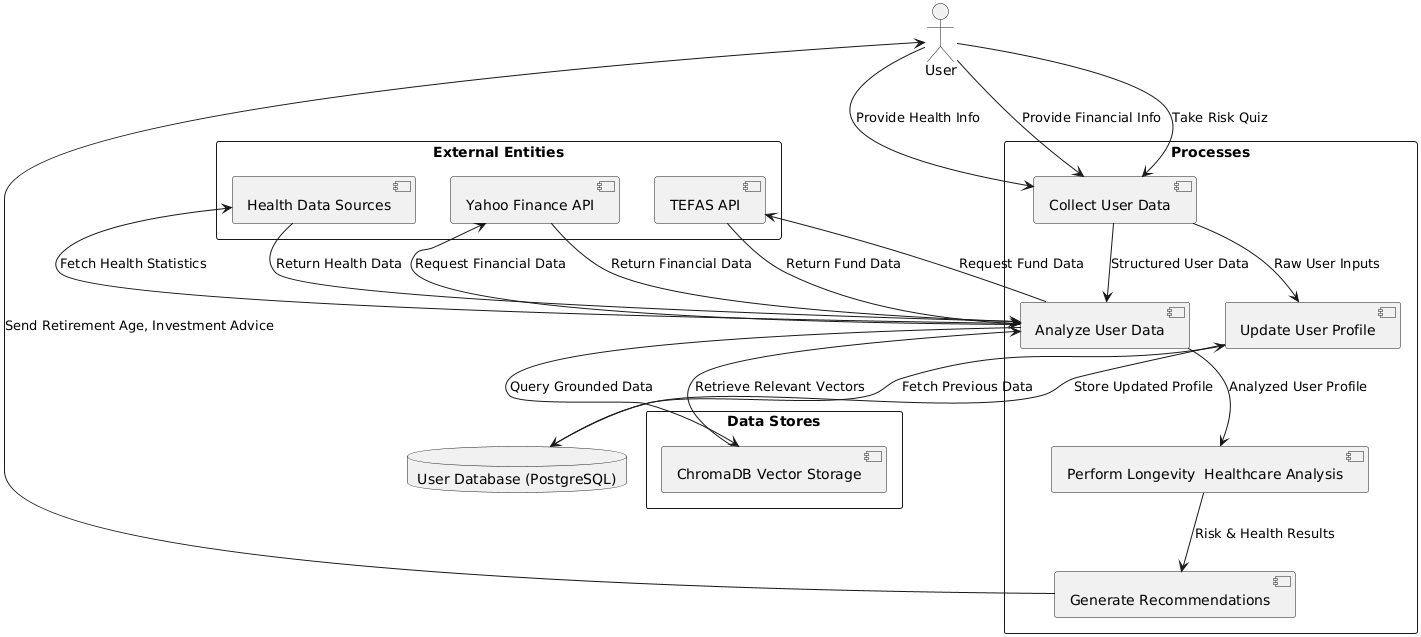 User
Provide Health Info
Provide Financial Info
Take Risk Quiz
External Entities
Processes
Health Data Sources
Yahoo Finance API
TEFAS API
Collect User Data
Fetch Health Statistics
Return Health Data
Request Financial Data
Return Financial Data
Return Fund Data
Request Fund Data
Structured User Data
Raw User Inputs
Send Retirement Age, Investment Advice
Analyze User Data
Update User Profile
Query Grounded Data
Retrieve Relevant Vectors
Fetch Previous Data
Store Updated Profile
Analyzed User Profile
Data Stores
User Database (PostgreSQL)
ChromaDB Vector Storage
Perform Longevity  Healthcare Analysis
Risk & Health Results
Generate Recommendations